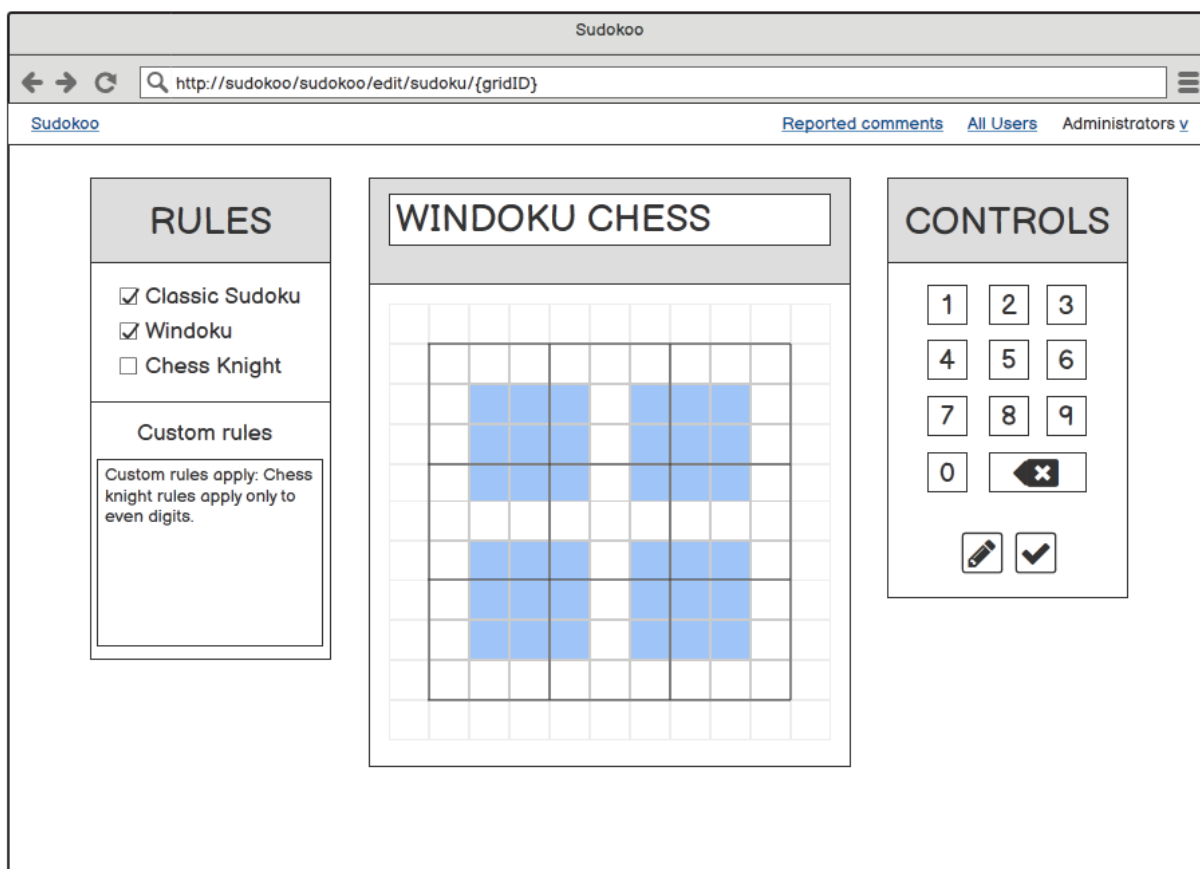 Sudokoo
http://sudokoo/sudokoo/edit/sudoku/{gridID}
Sudokoo
Reported comments
All Users
Administrators v
RULES
Classic Sudoku
Windoku
Chess Knight
Custom rules
Custom rules apply: Chess
knight rules apply only to
even digits.
WINDOKU CHESS
CONTROLS
1 2 3
4 5 6
7 8 9
0